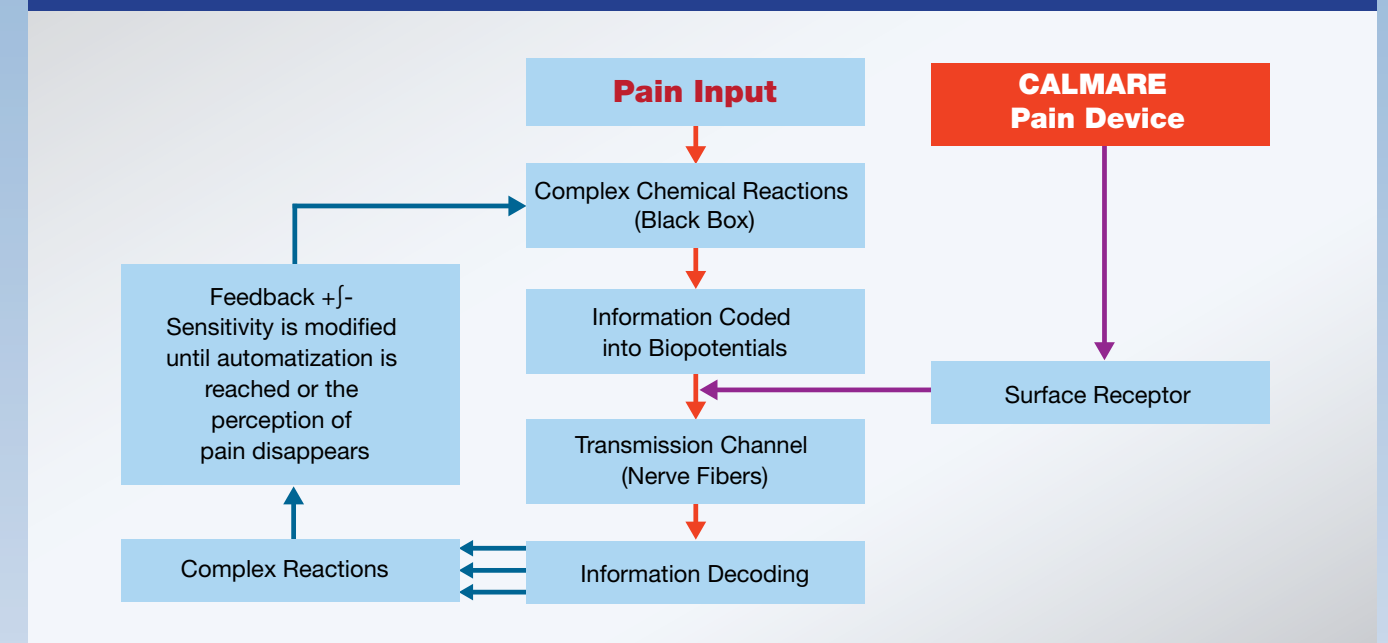 Pain Input
CALMARE
Pain Device
Complex Chemical Reactions
(Black Box)
Feedback +∫-
Sensitivity is modified
until automatization is
reached or the
perception of
pain disappears
Information Coded
into Biopotentials
Surface Receptor
Transmission Channel
(Nerve Fibers)
Complex Reactions
Information Decoding